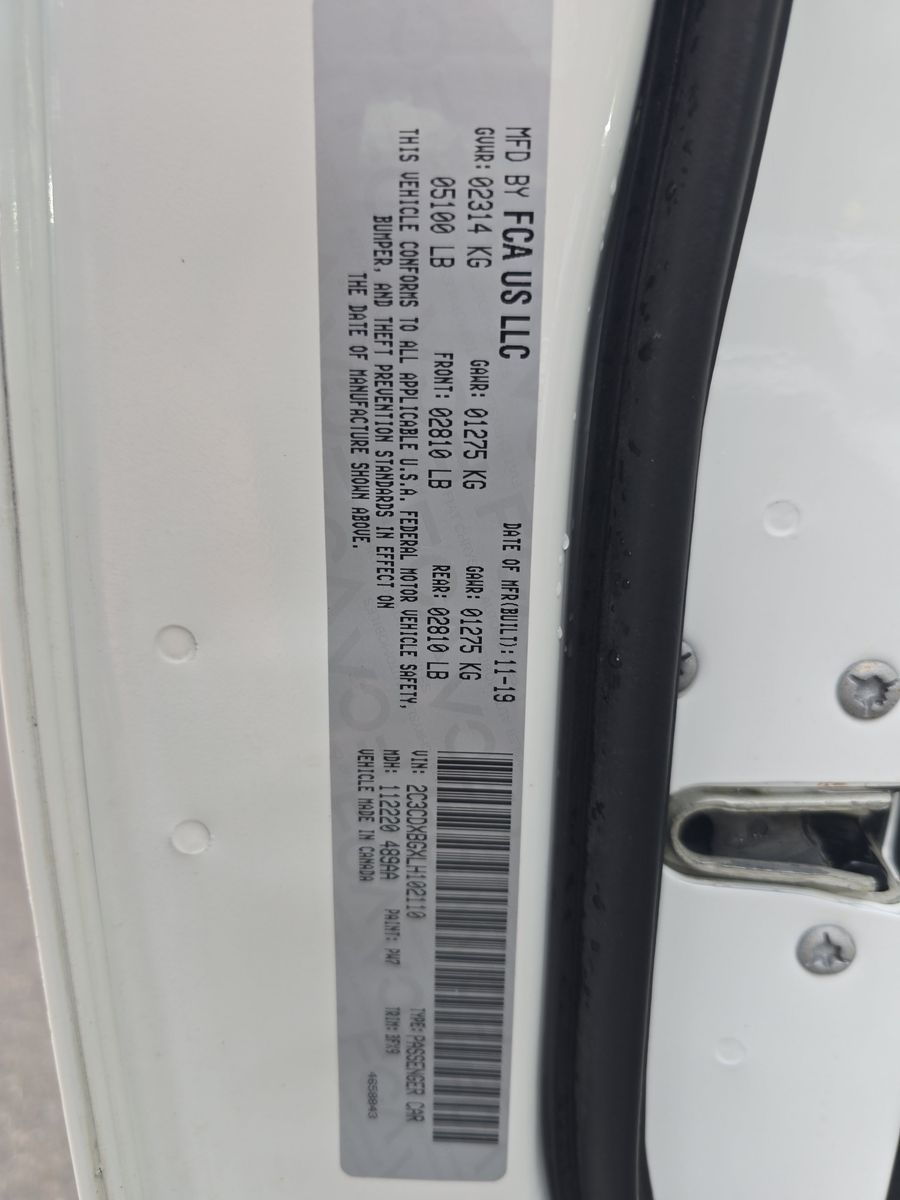 MFD BY FCA US LLC
DATE OF MFR(BUILT): 11-19
GVWR: 02314 KG GAWR: 01275 KG GAWR: 01275 KG
05100 LB FRONT: 02810 LB REAR: 02810 LB
THIS VEHICLE CONFORMS TO ALL APPLICABLE U.S.A. FEDERAL MOTOR VEHICLE SAFETY,
BUMPER, AND THEFT PREVENTION STANDARDS IN EFFECT ON
THE DATE OF MANUFACTURE SHOWN ABOVE.
VIN: 2C3CDXBGXLH102110 TYPE: PASSENGER CAR
MDH: 112220 489AA PAINT: PW7 TRIM:
VEHICLE MADE IN CANADA
4658843